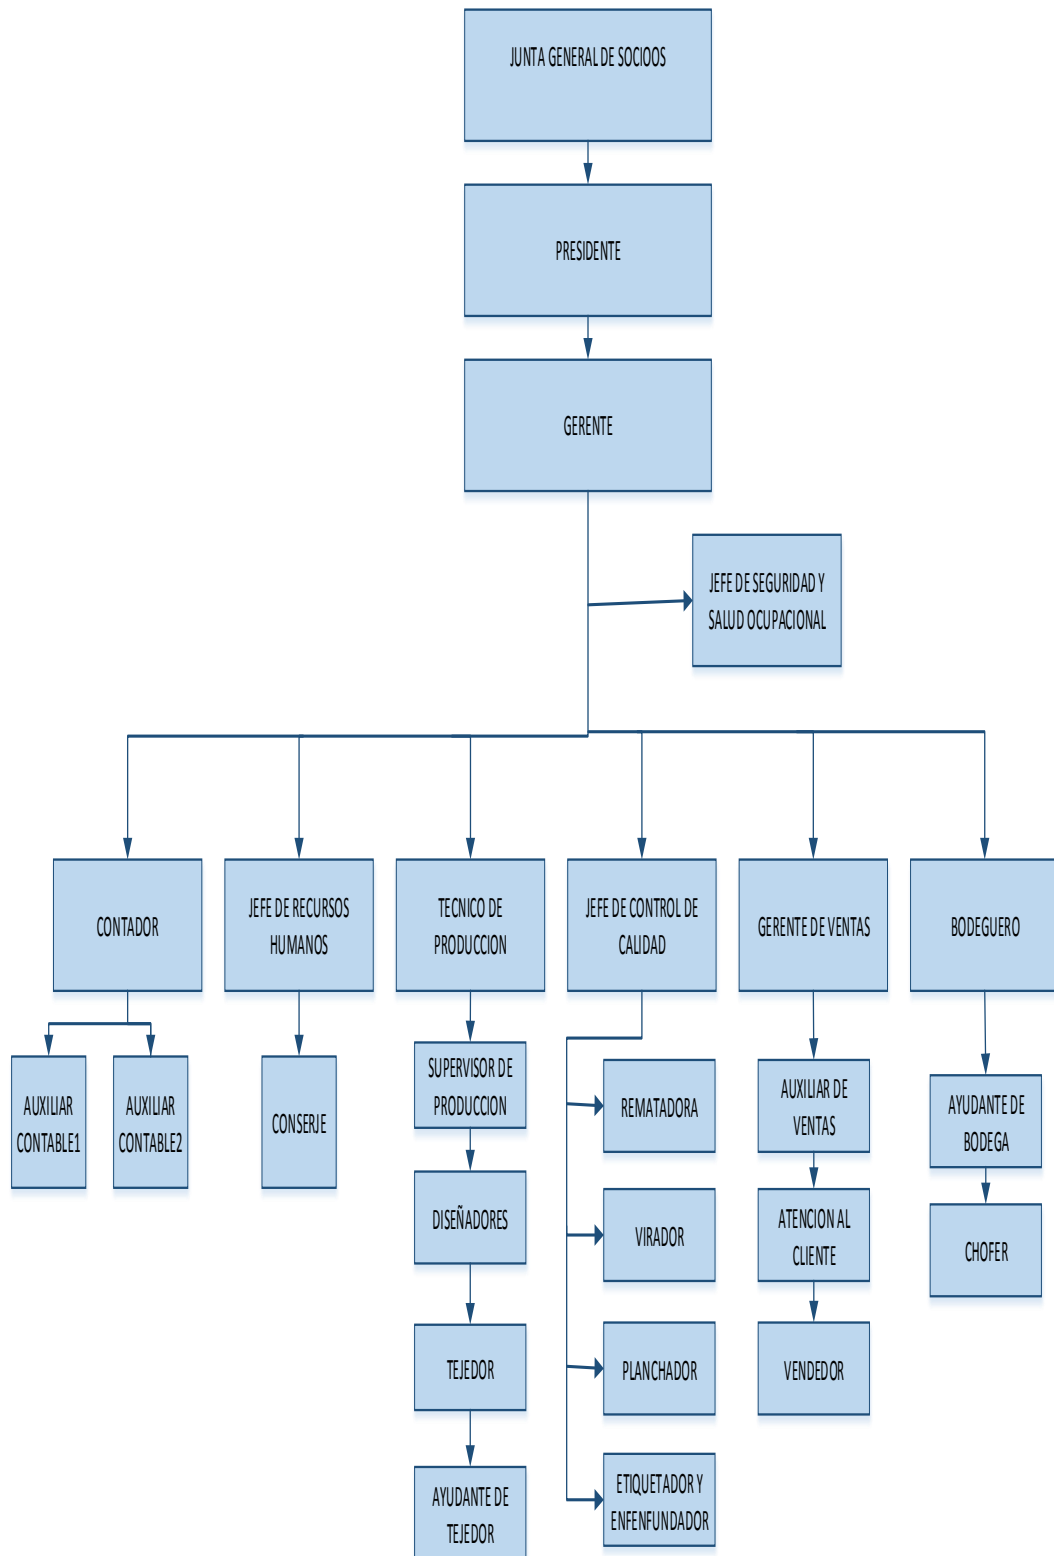 JUNTA GENERAL DE SOCIOOS
PRESIDENTE
GERENTE
JEFE DE SEGURIDAD Y
SALUD OCUPACIONAL
CONTADOR
JEFE DE RECURSOS
HUMANOS
TECNICO DE
PRODUCCION
JEFE DE CONTROL DE
CALIDAD
GERENTE DE VENTAS
BODEGUERO
AUXILIAR
CONTABLE1
AUXILIAR
CONTABLE2
CONSERJE
SUPERVISOR DE
PRODUCCION
DISEÑADORES
TEJEDOR
AYUDANTE DE
TEJEDOR
REMATADORA
VIRADOR
PLANCHADOR
ETIQUETADOR Y
ENFENFUNDADOR
AUXILIAR DE
VENTAS
ATENCION AL
CLIENTE
VENDEDOR
AYUDANTE DE
BODEGA
CHOFER